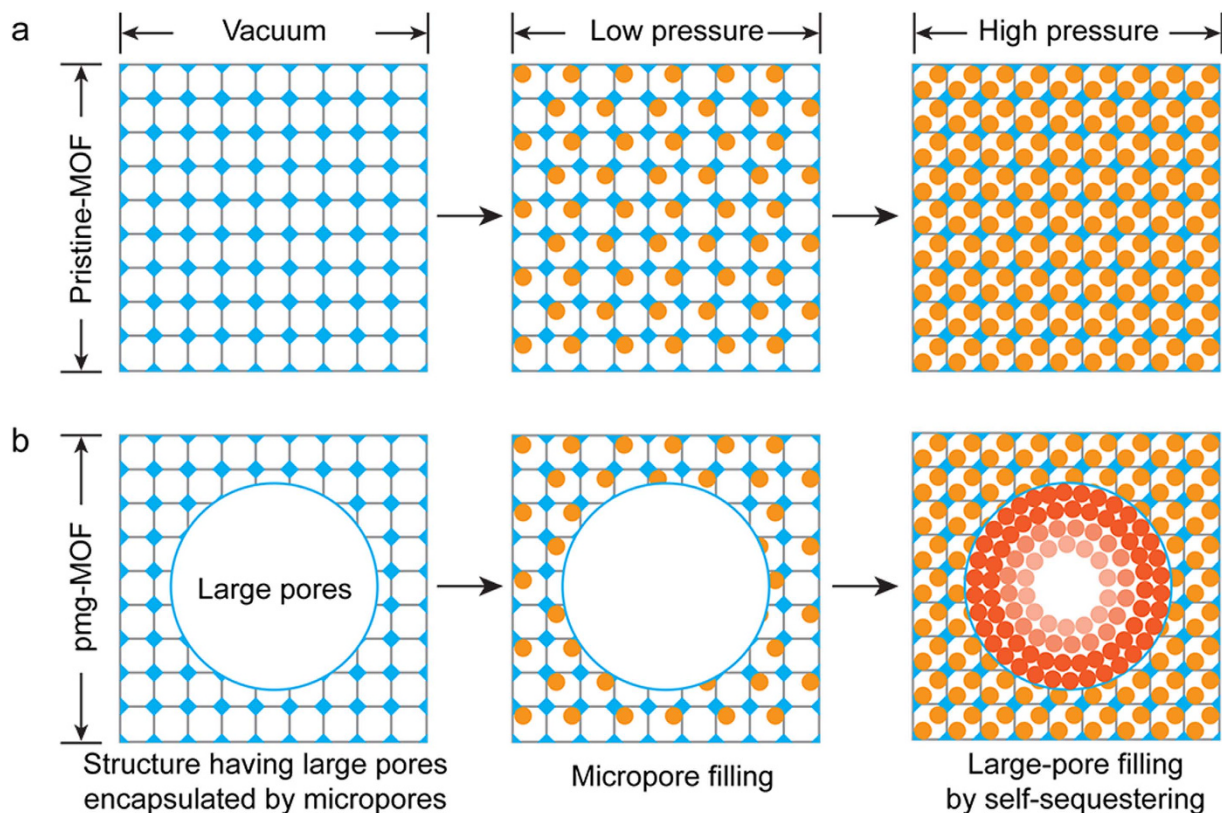 a
Vacuum
Low pressure
High pressure
Pristine-MOF
b
pmg-MOF
Large pores
Structure having large pores
encapsulated by micropores
Micropore filling
Large-pore filling
by self-sequestering